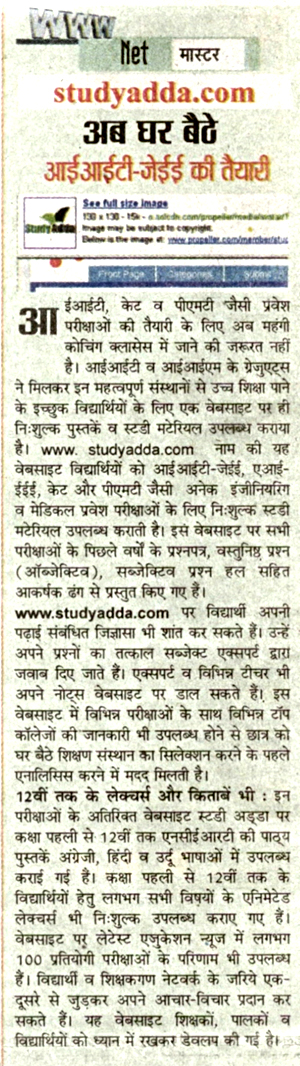 WWW
Net मास्टर
studyadda.com
अब घर बैठे
आईआईटी-जेईई की तैयारी
See full size image
130 x 130 - 15k -
Image may be subject to copyright.
Below is the image at: www.propeller.com/member/stu
StudyAdda
Front Page Categories Submit
आईआईटी, केट व पीएमटी जैसी प्रवेश
परीक्षाओं की तैयारी के लिए अब महंगी
कोचिंग क्लासेस में जाने की जरूरत नहीं
है। आईआईटी व आईआईएम के ग्रेजुएट्स
ने मिलकर इन महत्वपूर्ण संस्थानों से उच्च शिक्षा पाने
के इच्छुक विद्यार्थियों के लिए एक वेबसाइट पर ही
निःशुल्क पुस्तकें व स्टडी मटेरियल उपलब्ध कराया
है। www. studyadda.com नाम की यह
वेबसाइट विद्यार्थियों को आईआईटी-जेईई, एआई-
ईईई, केट और पीएमटी जैसी अनेक इंजीनियरिंग
व मेडिकल प्रवेश परीक्षाओं के लिए निःशुल्क स्टडी
मटेरियल उपलब्ध कराती है। इस वेबसाइट पर सभी
परीक्षाओं के पिछले वर्षों के प्रश्नपत्र, वस्तुनिष्ठ प्रश्न
(ऑब्जेक्टिव), सब्जेक्टिव प्रश्न हल सहित
आकर्षक ढंग से प्रस्तुत किए गए हैं।
www.studyadda.com पर विद्यार्थी अपनी
पढ़ाई संबंधित जिज्ञासा भी शांत कर सकते हैं। उन्हें
अपने प्रश्नों का तत्काल सब्जेक्ट एक्सपर्ट द्वारा
जवाब दिए जाते हैं। एक्सपर्ट व विभिन्न टीचर भी
अपने नोट्स वेबसाइट पर डाल सकते हैं। इस
वेबसाइट में विभिन्न परीक्षाओं के साथ विभिन्न टॉप
कॉलेजों की जानकारी भी उपलब्ध होने से छात्र को
घर बैठे शिक्षण संस्थान का सिलेक्शन करने के पहले
एनालिसिस करने में मदद मिलती है।
12वीं तक के लेक्चर्स और किताबें भी : इन
परीक्षाओं के अतिरिक्त वेबसाइट स्टडी अड्डा पर
कक्षा पहली से 12वीं तक एनसीईआरटी की पाठ्य
पुस्तकें अंग्रेजी, हिंदी व उर्दू भाषाओं में उपलब्ध
कराई गई हैं। कक्षा पहली से 12वीं तक के
विद्यार्थियों हेतु लगभग सभी विषयों के एनिमेटेड
लेक्चर्स भी निःशुल्क उपलब्ध कराए गए हैं।
वेबसाइट पर लेटेस्ट एजुकेशन न्यूज में लगभग
100 प्रतियोगी परीक्षाओं के परिणाम भी उपलब्ध
हैं। विद्यार्थी व शिक्षकगण नेटवर्क के जरिये एक-
दूसरे से जुड़कर अपने आचार-विचार प्रदान कर
सकते हैं। यह वेबसाइट शिक्षकों, पालकों व
विद्यार्थियों को ध्यान में रखकर डेवलप की गई है।